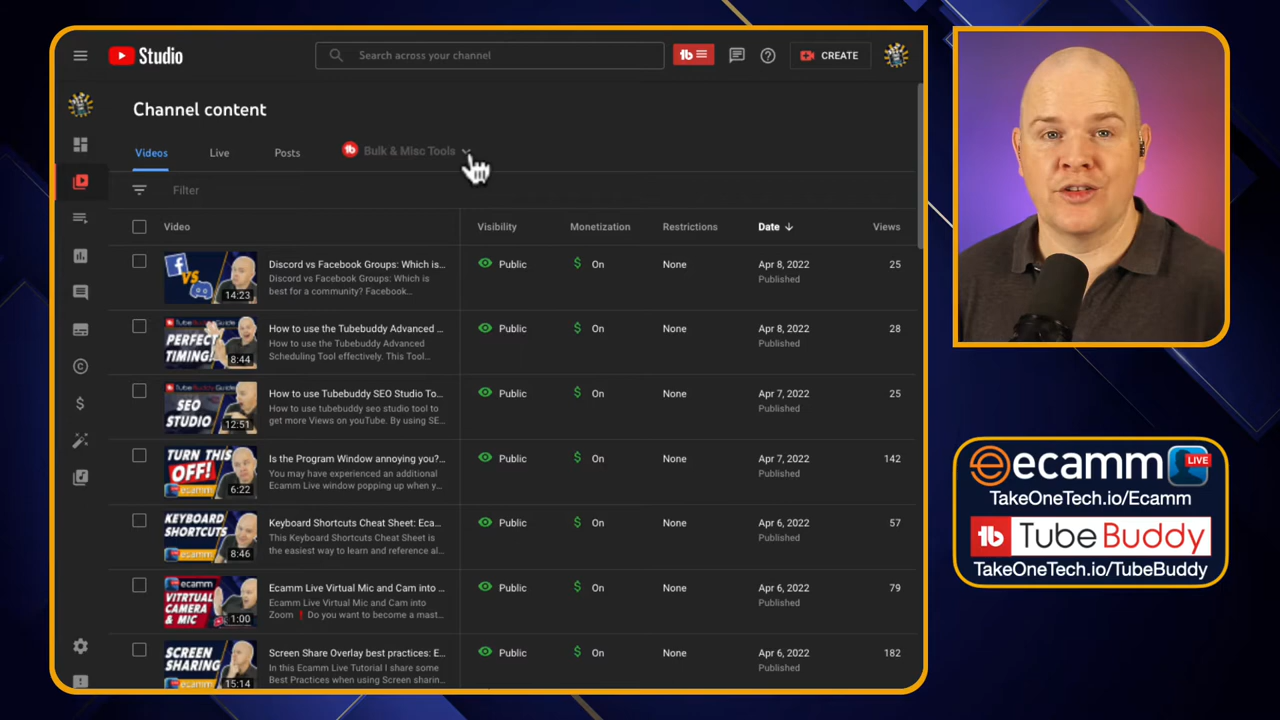 Studio
Search across your channel
CREATE
Channel content
Videos
Live
Posts
Bulk & Misc Tools
Filter
Video
Visibility
Monetization
Restrictions
Date
Views
Discord vs Facebook Groups: Which is...
Discord vs Facebook Groups: Which is
best for a community? Facebook...
14:23
Public
$ On
None
Apr 8, 2022
Published
25
TubeBuddy Guide
PERFECT
TIMING!
8:44
How to use the Tubebuddy Advanced ...
How to use the Tubebuddy Advanced
Scheduling Tool effectively. This Tool...
Public
$ On
None
Apr 8, 2022
Published
28
TubeBuddy Guide
SEO
STUDIO
12:51
How to use Tubebuddy SEO Studio To...
How to use tubebuddy seo studio tool to
get more Views on yoUTube. By using SE...
Public
$ On
None
Apr 7, 2022
Published
25
TURN THIS
OFF!
ecamm
6:22
Is the Program Window annoying you?...
You may have experienced an additional
Ecamm Live window popping up when y...
Public
$ On
None
Apr 7, 2022
Published
142
KEYBOARD
SHORTCUTS
ecamm
8:46
Keyboard Shortcuts Cheat Sheet: Eca...
This Keyboard Shortcuts Cheat Sheet is
the easiest way to learn and reference al...
Public
$ On
None
Apr 6, 2022
Published
57
ecamm
VITRTUAL
CAMERA
& MIC
1:00
Ecamm Live Virtual Mic and Cam into ...
Ecamm Live Virtual Mic and Cam into
Zoom ❗ Do you want to become a mast...
Public
$ On
None
Apr 6, 2022
Published
79
SCREEN
SHARING
ecamm
15:14
Screen Share Overlay best practices: E...
In this Ecamm Live Tutorial I share some
Best Practices when using Screen sharin...
Public
$ On
None
Apr 6, 2022
Published
182
ecamm LIVE
TakeOneTech.io/Ecamm
TubeBuddy
TakeOneTech.io/TubeBuddy